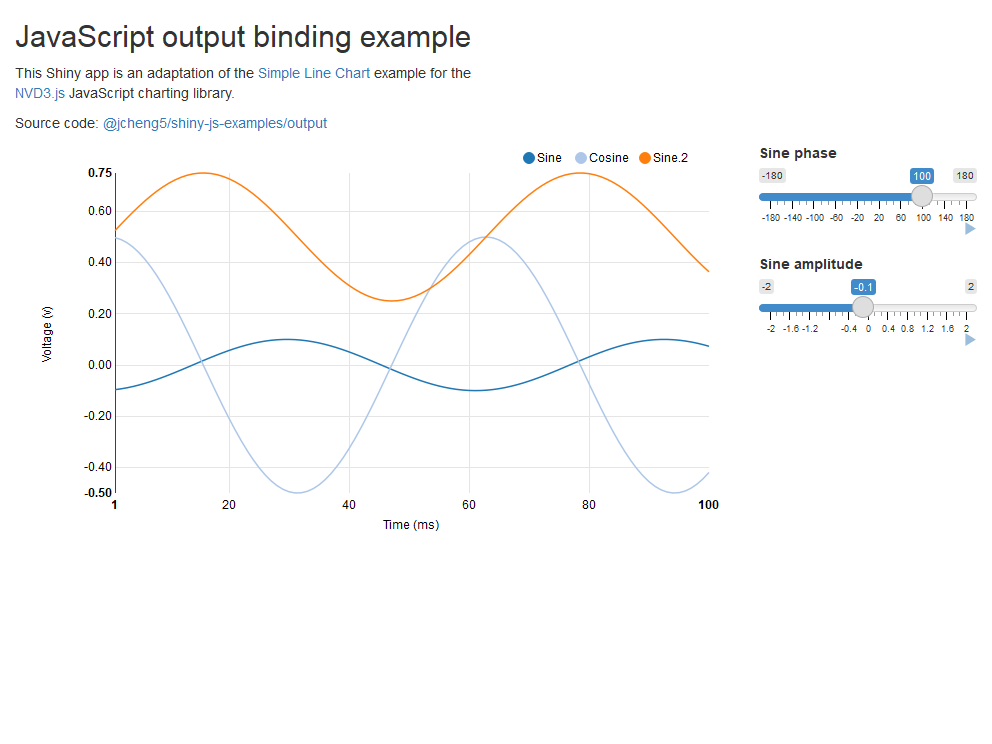 JavaScript output binding example
This Shiny app is an adaptation of the Simple Line Chart example for the
NVD3.js JavaScript charting library.
Source code: @jcheng5/shiny-js-examples/output
Sine Cosine Sine.2
0.75
0.60
0.40
0.20
0.00
-0.20
-0.40
-0.50
Voltage (v)
1 20 40 60 80 100
Time (ms)
Sine phase
-180 100 180
-180 -140 -100 -60 -20 20 60 100 140 180
Sine amplitude
-2 -0.1 2
-2 -1.6 -1.2 -0.4 0 0.4 0.8 1.2 1.6 2